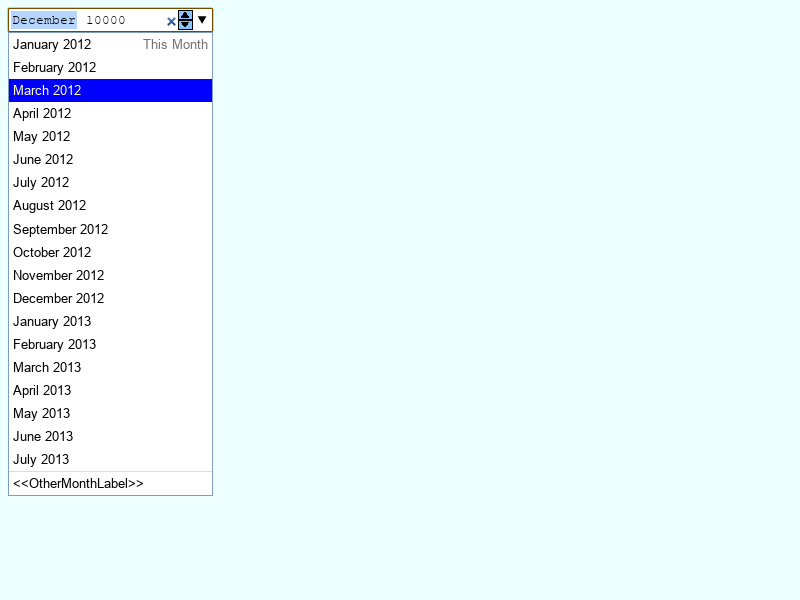 December 10000
January 2012 This Month
February 2012
March 2012
April 2012
May 2012
June 2012
July 2012
August 2012
September 2012
October 2012
November 2012
December 2012
January 2013
February 2013
March 2013
April 2013
May 2013
June 2013
July 2013
<<OtherMonthLabel>>